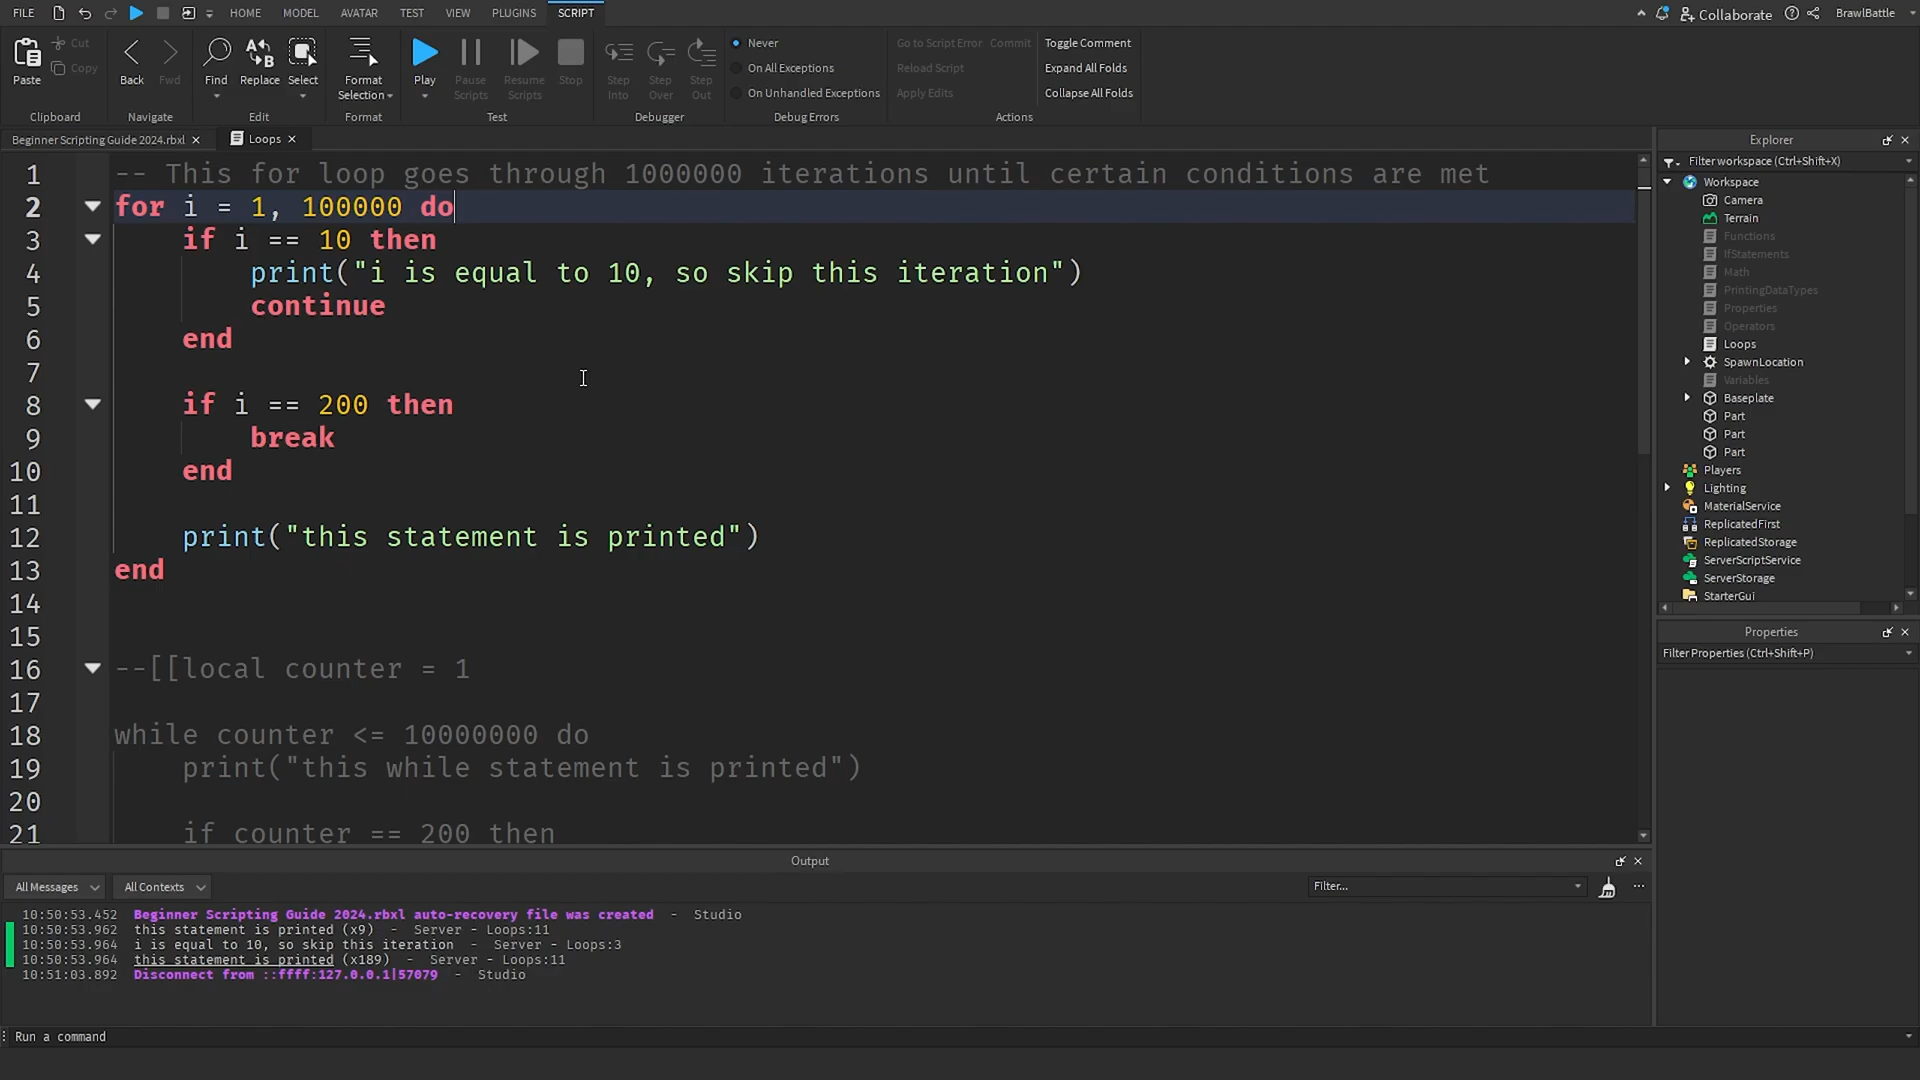 FILE HOME MODEL AVATAR TEST VIEW PLUGINS SCRIPT Collaborate BrawlBattle
Paste Cut Copy Back Fwd Find Replace Select Format Selection Play Pause Scripts Resume Scripts Stop Step Into Step Over Step Out
Never
On All Exceptions
On Unhandled Exceptions
Go to Script Error Commit
Reload Script
Apply Edits
Toggle Comment
Expand All Folds
Collapse All Folds
Clipboard Navigate Edit Format Test Debugger Debug Errors Actions
Beginner Scripting Guide 2024.rbxl × Loops ×
1 -- This for loop goes through 1000000 iterations until certain conditions are met
2 for i = 1, 100000 do
3 if i == 10 then
4 print("i is equal to 10, so skip this iteration")
5 continue
6 end
7
8 if i == 200 then
9 break
10 end
11
12 print("this statement is printed")
13 end
14
15
16 --[[local counter = 1
17
18 while counter <= 10000000 do
19 print("this while statement is printed")
20
21 if counter == 200 then
Explorer
Filter workspace (Ctrl+Shift+X)
Workspace
Camera
Terrain
Functions
IfStatements
Math
PrintingDataTypes
Properties
Operators
Loops
SpawnLocation
Variables
Baseplate
Part
Part
Part
Players
Lighting
MaterialService
ReplicatedFirst
ReplicatedStorage
ServerScriptService
ServerStorage
StarterGui
Properties
Filter Properties (Ctrl+Shift+P)
Output
All Messages All Contexts Filter...
10:50:53.452 Beginner Scripting Guide 2024.rbxl auto-recovery file was created - Studio
10:50:53.962 this statement is printed (x9) - Server - Loops:11
10:50:53.964 i is equal to 10, so skip this iteration - Server - Loops:3
10:50:53.964 this statement is printed (x189) - Server - Loops:11
10:51:03.892 Disconnect from ::ffff:127.0.0.1|57079 - Studio
Run a command